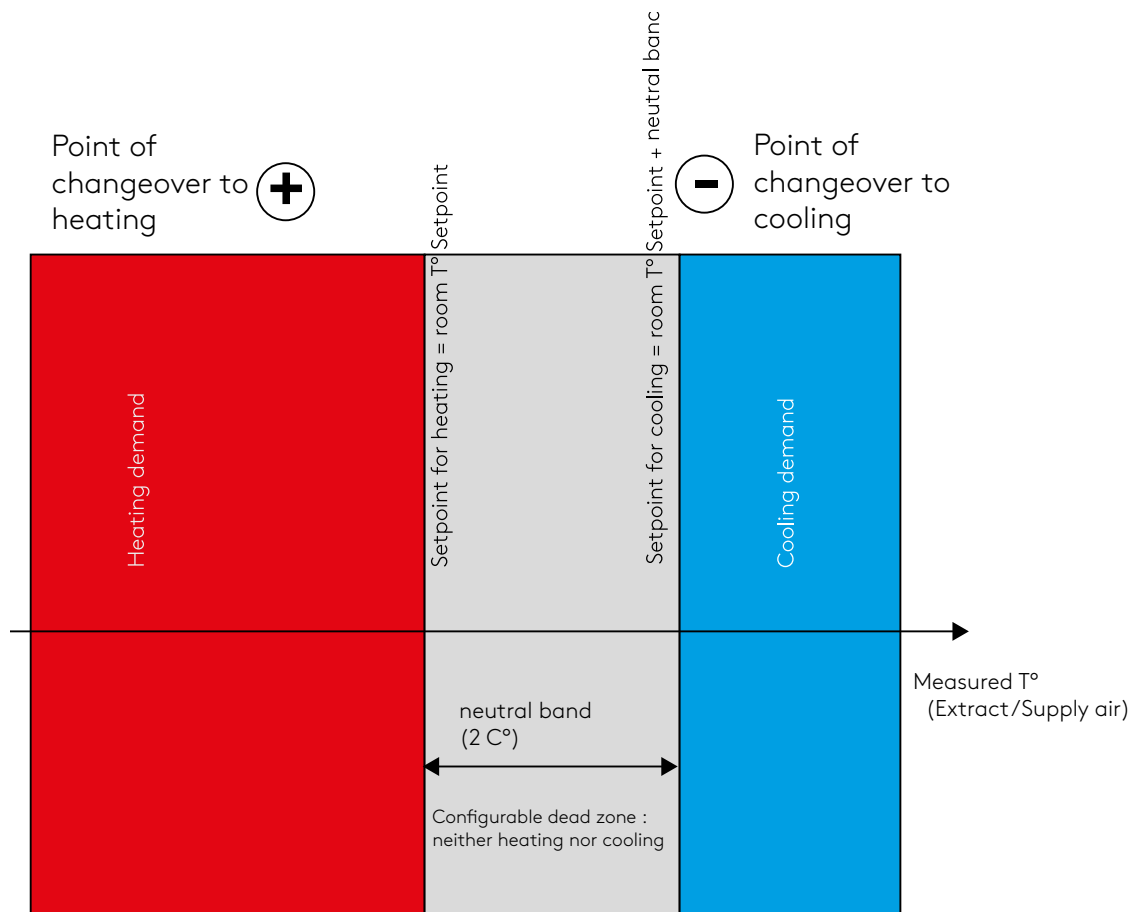 Point of
changeover to
heating
+
Setpoint for heating = room T° Setpoint
Setpoint for cooling = room T° Setpoint + neutral banc
-
Point of
changeover to
cooling
Heating demand
Cooling demand
Measured T°
(Extract/Supply air)
neutral band
(2 C°)
Configurable dead zone :
neither heating nor cooling